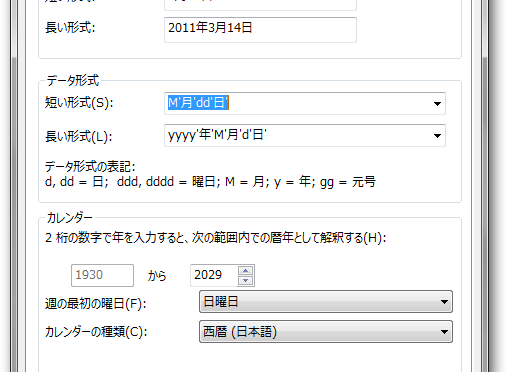 長い形式:
2011年3月14日
データ形式
短い形式(S):
M'月'dd'日'
長い形式(L):
yyyy'年'M'月'd'日'
データ形式の表記:
d, dd = 日; ddd, dddd = 曜日; M = 月; y = 年; gg = 元号
カレンダー
2 桁の数字で年を入力すると、次の範囲内での暦年として解釈する(H):
1930 から 2029
週の最初の曜日(F):
日曜日
カレンダーの種類(C):
西暦 (日本語)